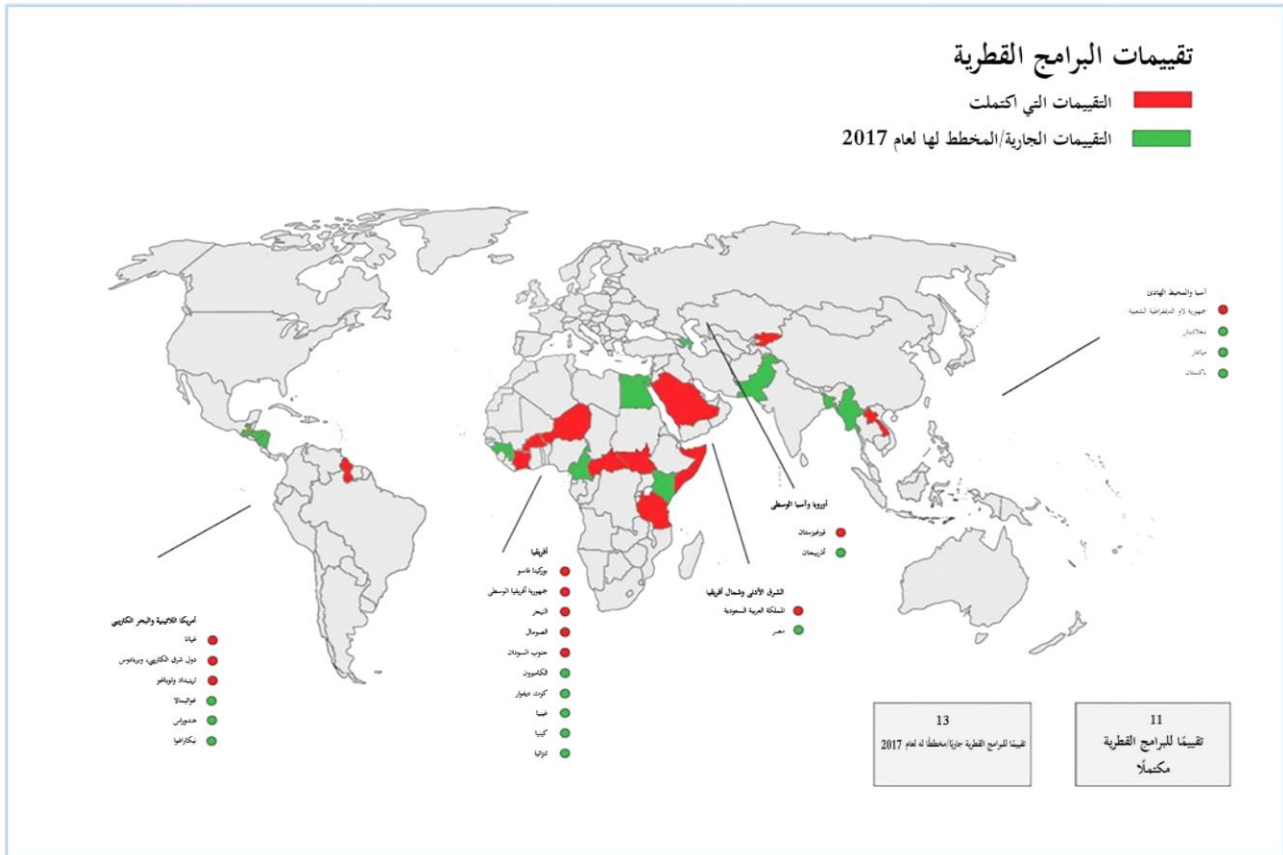 تقييمات البرامج القطرية
التقييمات التي اكتملت
التقييمات الجارية/المخطط لها لعام 2017
آسيا والمحيط الهادئ
جمهورية لاو الديمقراطية الشعبية
بنغلاديش
ميانمار
باكستان
أوروبا وآسيا الوسطى
قيرغيزستان
أذربيجان
الشرق الأدنى وشمال أفريقيا
المملكة العربية السعودية
مصر
أفريقيا
بوركينا فاسو
جمهورية أفريقيا الوسطى
النيجر
الصومال
جنوب السودان
الكاميرون
كوت ديفوار
غينيا
كينيا
تنزانيا
أمريكا اللاتينية والبحر الكاريبي
غيانا
دول شرق الكاريبي، وبربادوس
ترينيداد وتوباغو
غواتيمالا
هندوراس
نيكاراغوا
11
تقييمًا للبرامج القطرية
مكتملًا
13
تقييمًا للبرامج القطرية جاريًا/مخططًا له لعام 2017